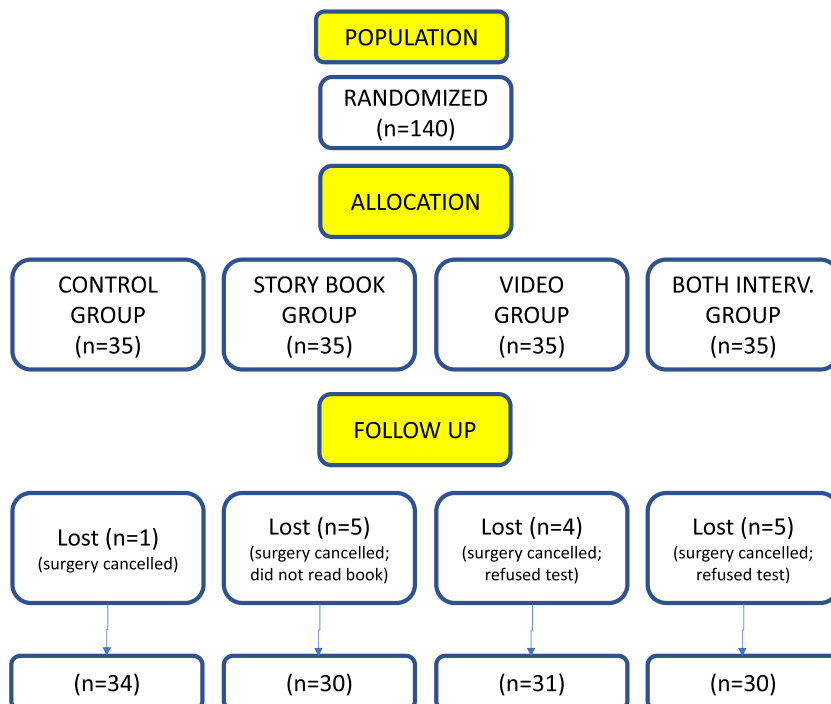 POPULATION
RANDOMIZED
(n=140)
ALLOCATION
CONTROL
GROUP
(n=35)
STORY BOOK
GROUP
(n=35)
VIDEO
GROUP
(n=35)
BOTH INTERV.
GROUP
(n=35)
FOLLOW UP
Lost (n=1)
(surgery cancelled)
Lost (n=5)
(surgery cancelled;
did not read book)
Lost (n=4)
(surgery cancelled;
refused test)
Lost (n=5)
(surgery cancelled;
refused test)
(n=34)
(n=30)
(n=31)
(n=30)